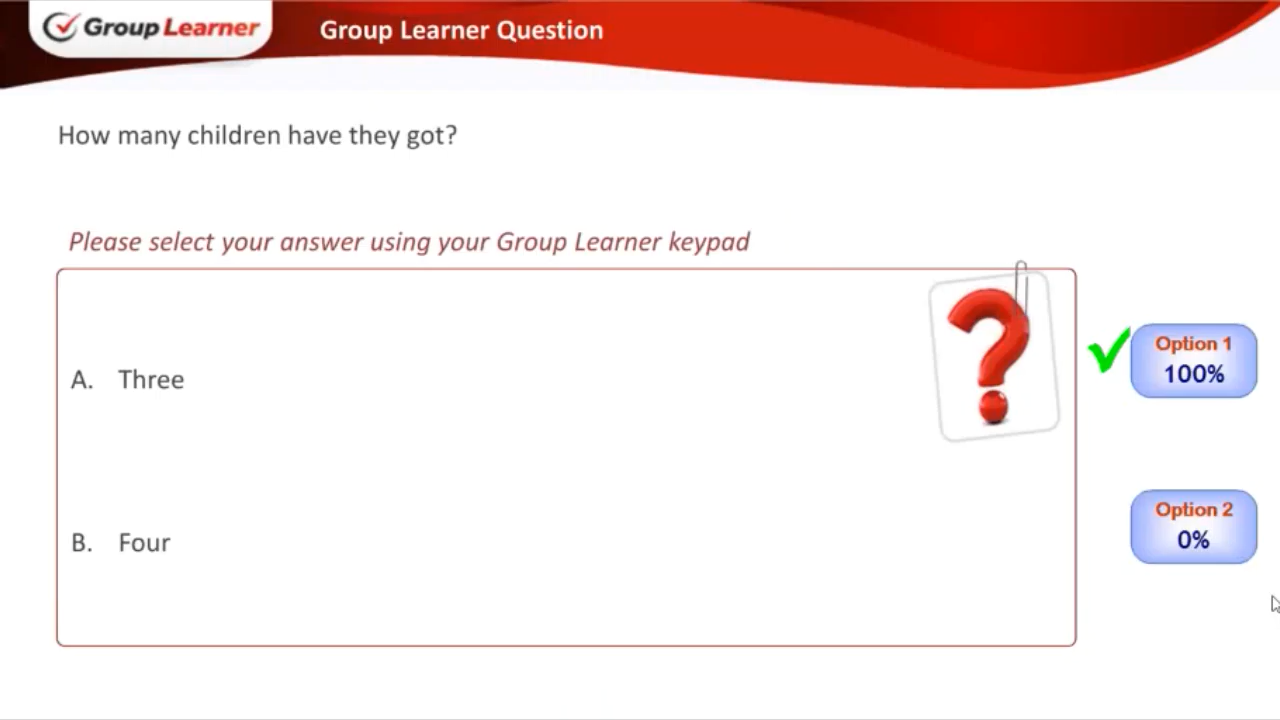 Group Learner
Group Learner Question
How many children have they got?
Please select your answer using your Group Learner keypad
A. Three
Option 1
100%
B. Four
Option 2
0%